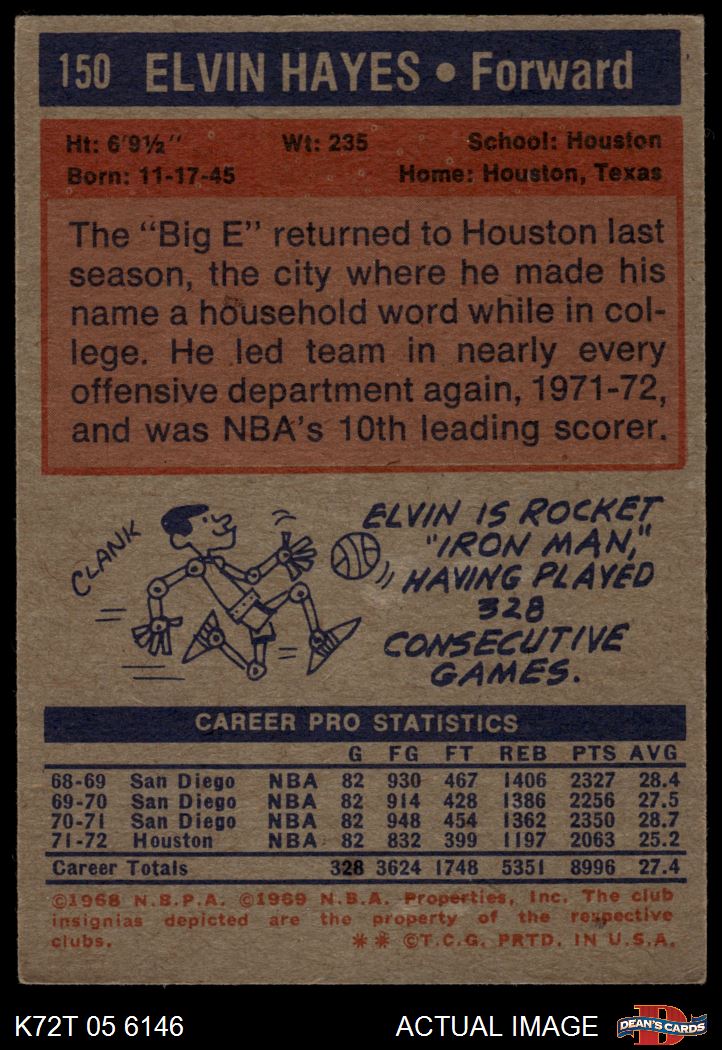 150 ELVIN HAYES • Forward
Ht: 6'9½" Wt: 235 School: Houston
Born: 11-17-45 Home: Houston, Texas
The "Big E" returned to Houston last
season, the city where he made his
name a household word while in col-
lege. He led team in nearly every
offensive department again, 1971-72,
and was NBA's 10th leading scorer.
CLANK
ELVIN IS ROCKET
"IRON MAN,"
HAVING PLAYED
328
CONSECUTIVE
GAMES.
CAREER PRO STATISTICS
G FG FT REB PTS AVG
68-69 San Diego NBA 82 930 467 1406 2327 28.4
69-70 San Diego NBA 82 914 428 1386 2256 27.5
70-71 San Diego NBA 82 948 454 1362 2350 28.7
71-72 Houston NBA 82 832 399 1197 2063 25.2
Career Totals 328 3624 1748 5351 8996 27.4
©1968 N.B.P.A. ©1969 N.B.A. Properties, Inc. The club
insignias depicted are the property of the respective
clubs. ** ©T.C.G. PRTD. IN U.S.A.
K72T 05 6146 ACTUAL IMAGE D DEAN'S CARDS